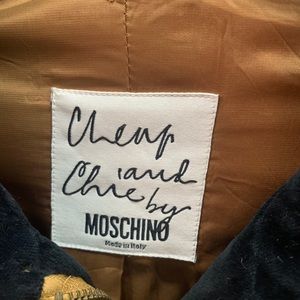 Cheap
and
Chic by
MOSCHINO
Made in Italy